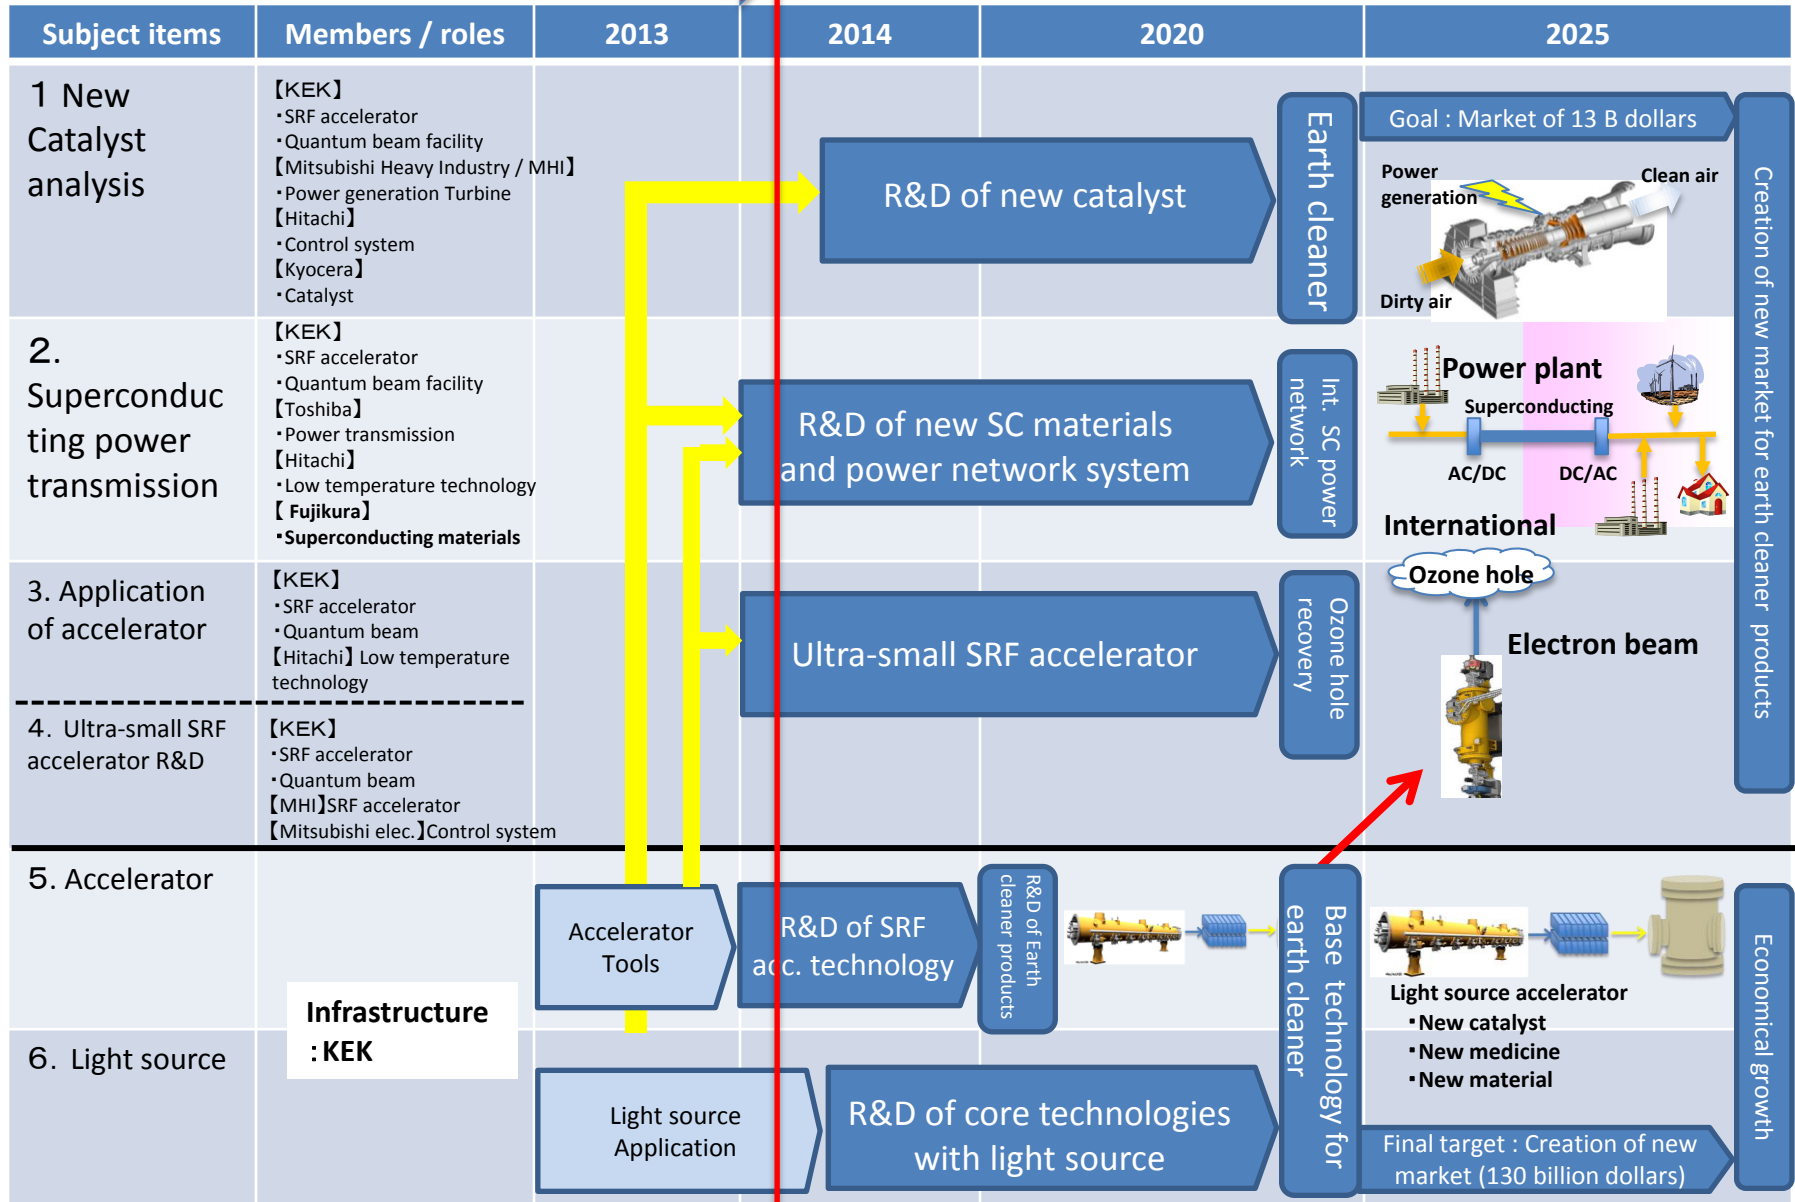 Subject items
Members / roles
2013
2014
2020
2025
1 New
Catalyst
analysis
【KEK】
・SRF accelerator
・Quantum beam facility
【Mitsubishi Heavy Industry / MHI】
・Power generation Turbine
【Hitachi】
・Control system
【Kyocera】
・Catalyst
R&D of new catalyst
Earth cleaner
Goal : Market of 13 B dollars
Power
generation
Clean air
Dirty air
Creation of new market for earth cleaner products
2.
Superconduc
ting power
transmission
【KEK】
・SRF accelerator
・Quantum beam facility
【Toshiba】
・Power transmission
【Hitachi】
・Low temperature technology
【 Fujikura】
・Superconducting materials
R&D of new SC materials
and power network system
Int. SC power
network
Power plant
Superconducting
AC/DC
DC/AC
International
3. Application
of accelerator
【KEK】
・SRF accelerator
・Quantum beam
【Hitachi】 Low temperature
technology
Ultra-small SRF accelerator
Ozone hole
recovery
Ozone hole
Electron beam
4. Ultra-small SRF
accelerator R&D
【KEK】
・SRF accelerator
・Quantum beam
【MHI】SRF accelerator
【Mitsubishi elec.】Control system
5. Accelerator
Accelerator
Tools
R&D of SRF
acc. technology
R&D of Earth
cleaner products
Base technology for
earth cleaner
Light source accelerator
・New catalyst
・New medicine
・New material
Economical growth
Infrastructure
: KEK
6. Light source
Light source
Application
R&D of core technologies
with light source
Final target : Creation of new
market (130 billion dollars)